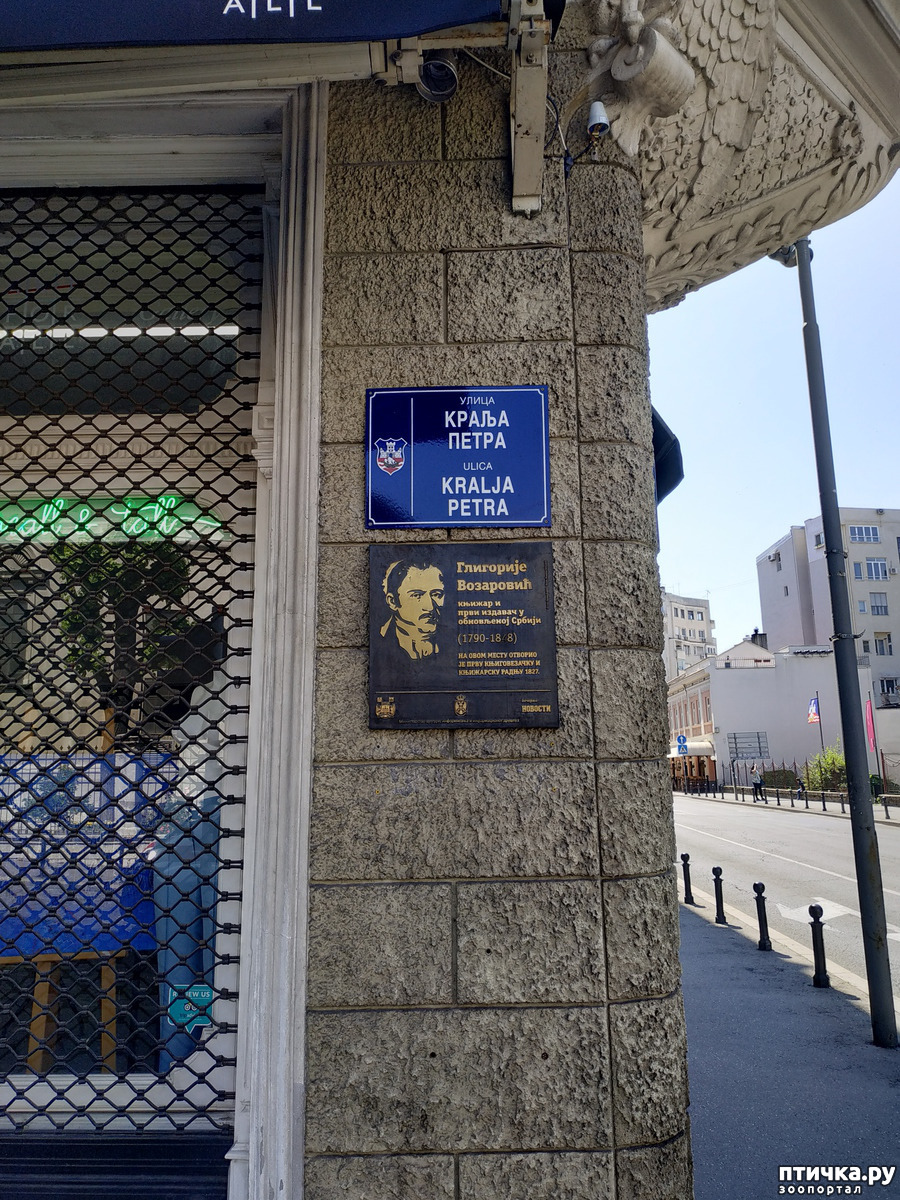 УЛИЦА
КРАЉА
ПЕТРА
ULICA
KRALJA
PETRA
Глигорије
Возаровић
књижар и
први издавач у
обновљеној Србији
(1790-18 8)
НА ОВОМ МЕСТУ ОТВОРИО
ЈЕ ПРВУ КЊИГОВЕЗАЧКУ И
КЊИЖАРСКУ РАДЊУ 1827.
НОВОСТИ
птичка.ру
зоопортал